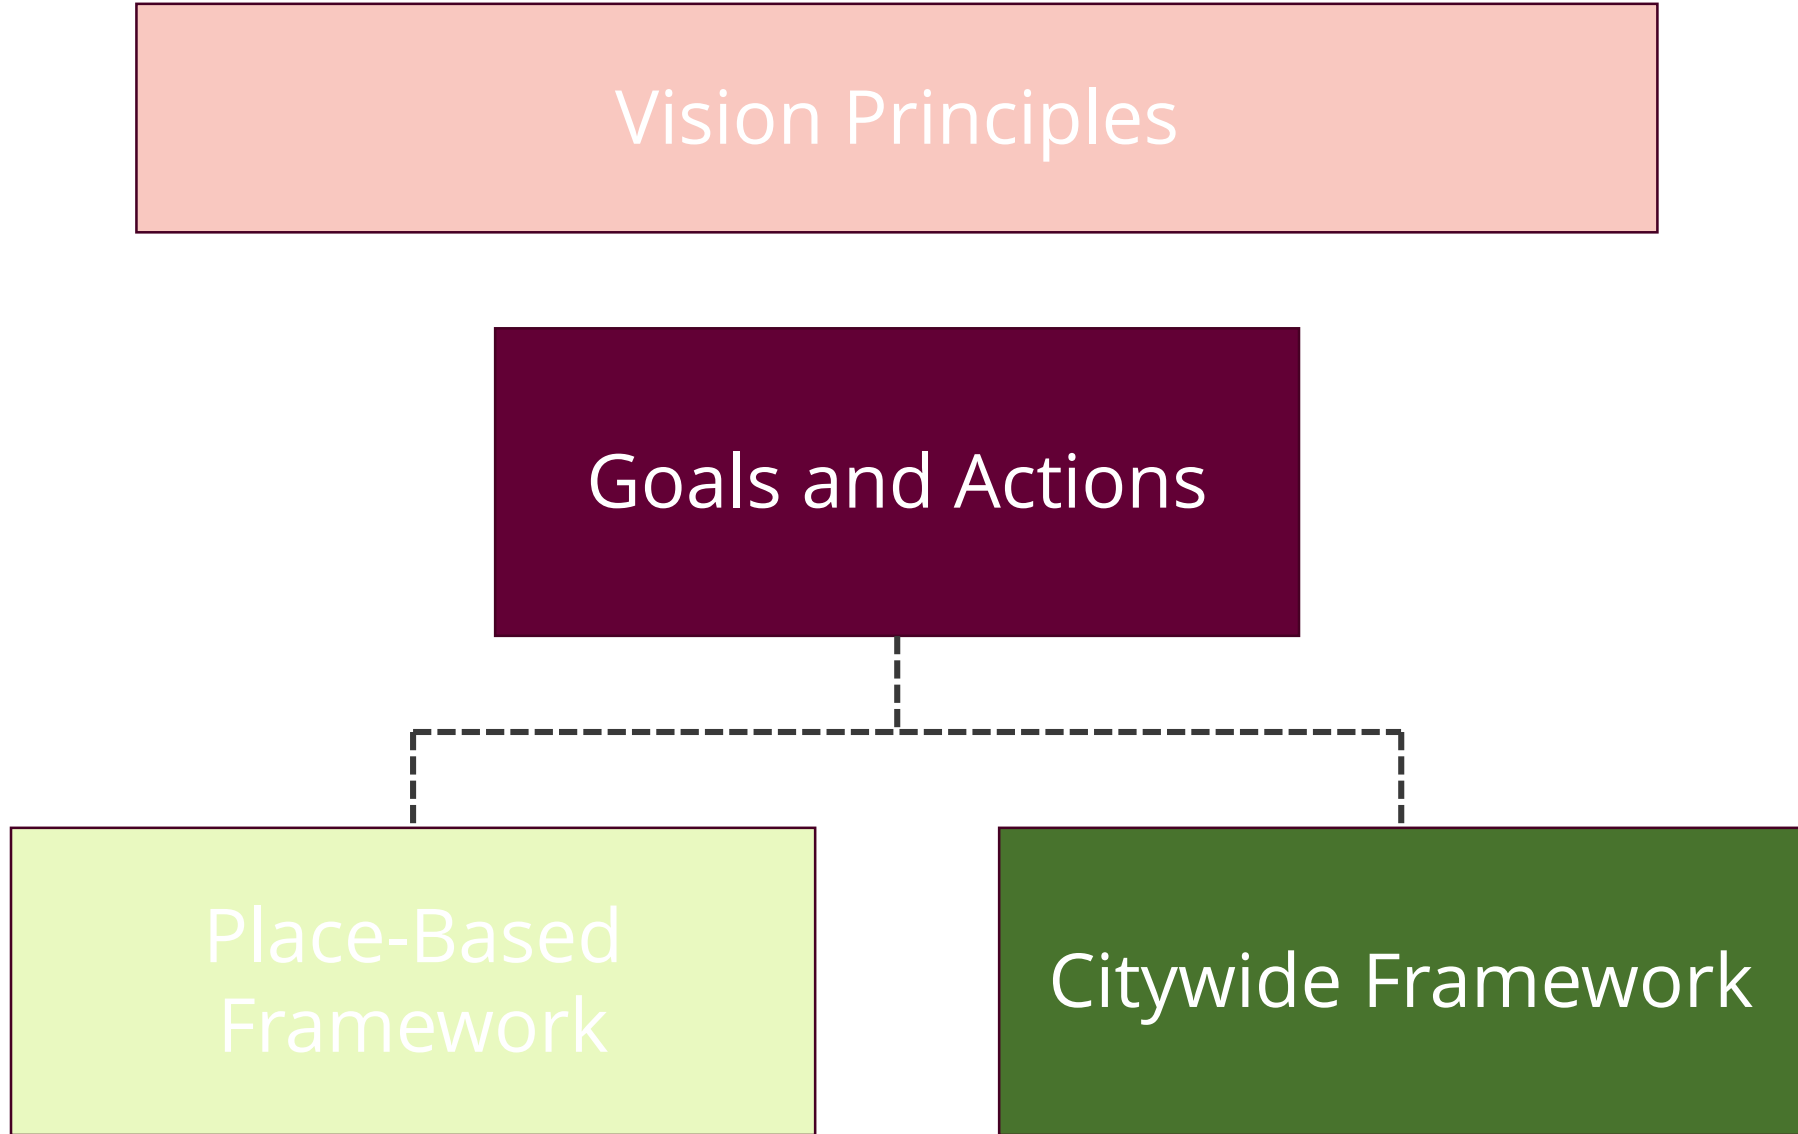 Vision Principles
Goals and Actions
Place-Based
Framework
Citywide Framework